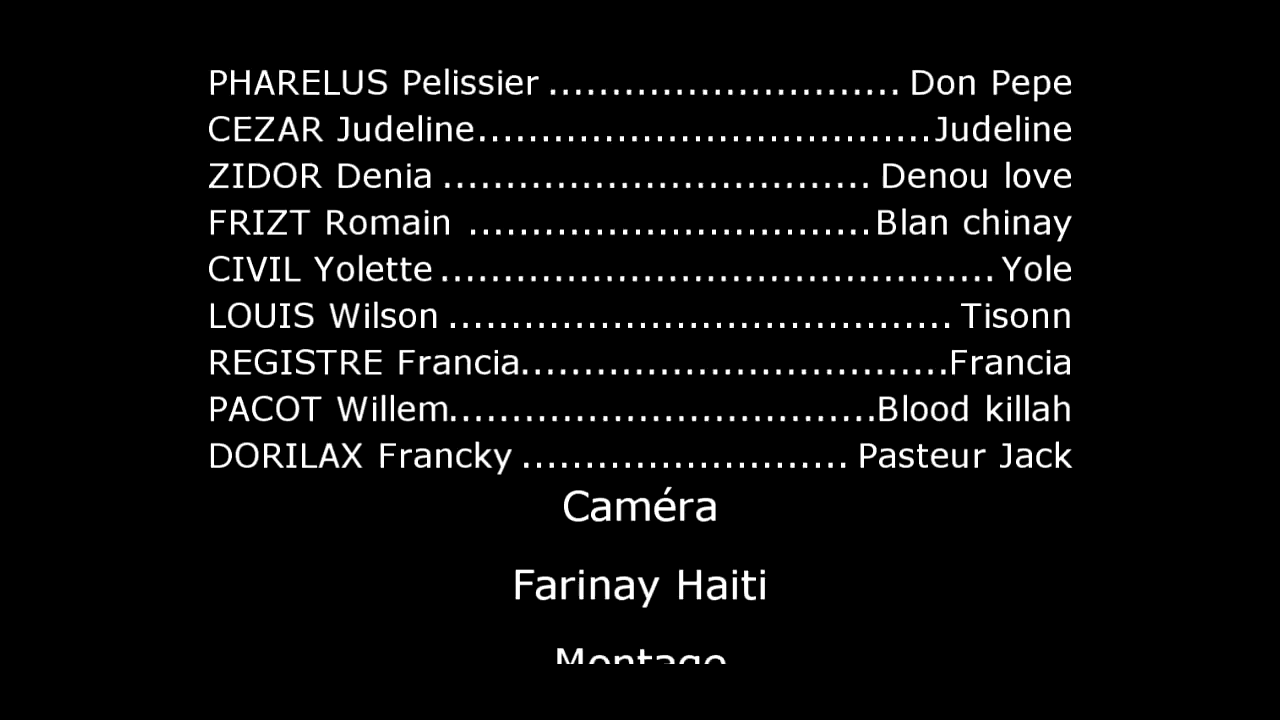 PHARELUS Pelissier ............................ Don Pepe
CEZAR Judeline....................................Judeline
ZIDOR Denia .................................. Denou love
FRIZT Romain ................................Blan chinay
CIVIL Yolette ............................................ Yole
LOUIS Wilson ........................................ Tisonn
REGISTRE Francia..................................Francia
PACOT Willem..................................Blood killah
DORILAX Francky .......................... Pasteur Jack
Caméra
Farinay Haiti
Montage